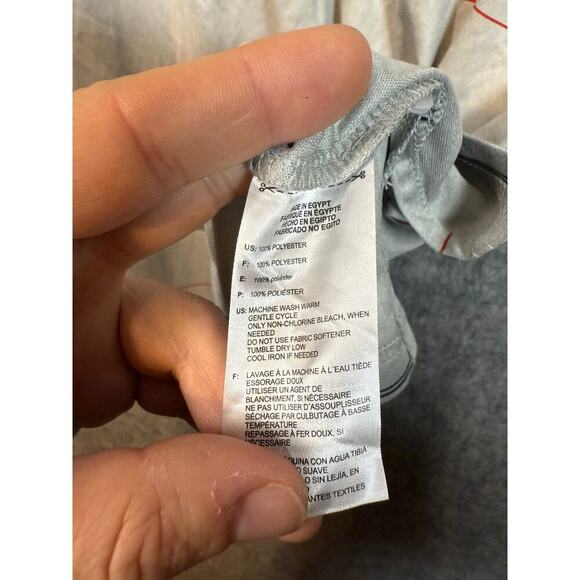 MADE IN EGYPT
FABRIQUÉ EN ÉGYPTE
HECHO EN EGIPTO
FABRICADO NO EGITO
US: 100% POLYESTER
F: 100% POLYESTER
E: 100% poliéster
P: 100% POLIÉSTER
US: MACHINE WASH WARM
GENTLE CYCLE
ONLY NON-CHLORINE BLEACH, WHEN
NEEDED
DO NOT USE FABRIC SOFTENER
TUMBLE DRY LOW
COOL IRON IF NEEDED
F: LAVAGE À LA MACHINE À L'EAU TIÈDE
ESSORAGE DOUX
UTILISER UN AGENT DE
BLANCHIMENT, SI NÉCESSAIRE
NE PAS UTILISER D'ASSOUPLISSEUR
SÉCHAGE PAR CULBUTAGE À BASSE
TEMPÉRATURE
REPASSAGE À FER DOUX, SI
NÉCESSAIRE
QUINA CON AGUA TIBIA
O SUAVE
O SIN LEJÍA, EN
ANTES TEXTILES